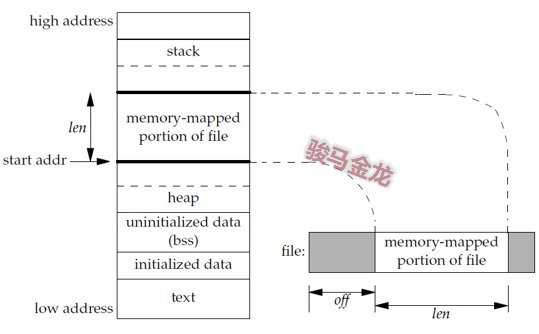 high address
stack
len
memory-mapped
portion of file
start addr
heap
uninitialized data
(bss)
initialized data
text
low address
骏马金龙
file:
memory-mapped
portion of file
off
len